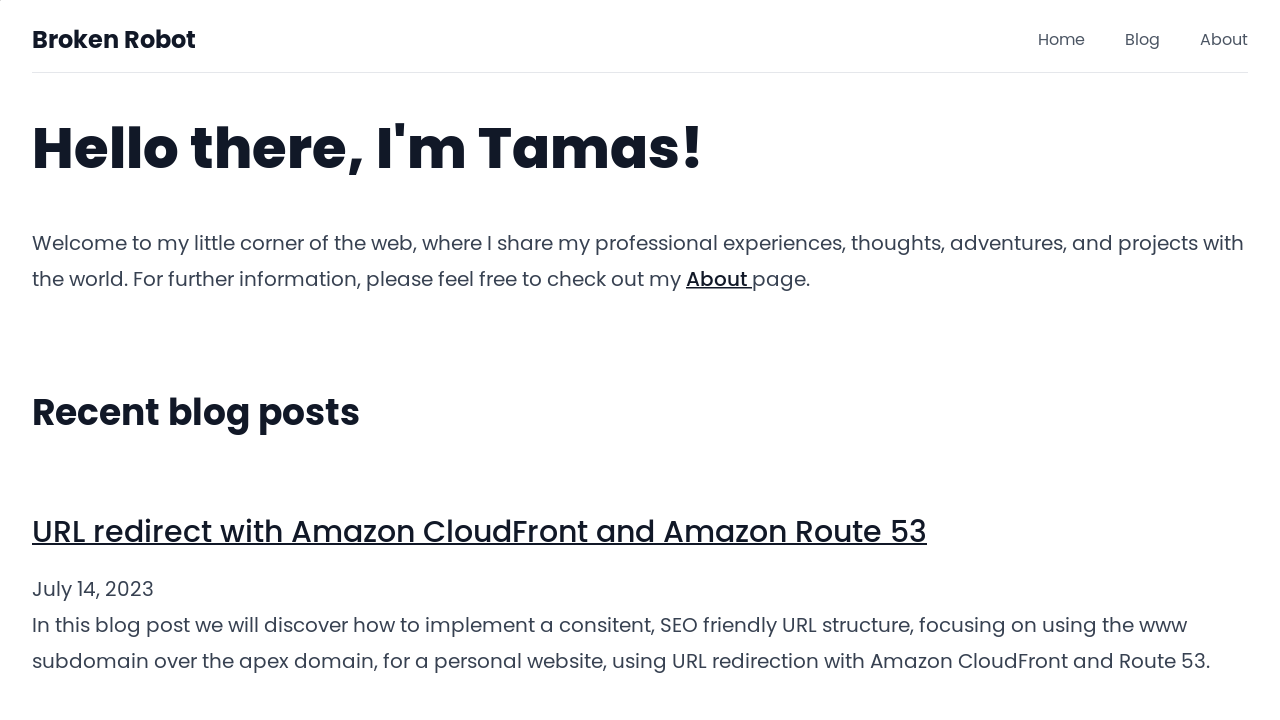 Broken Robot
Home
Blog
About
Hello there, I'm Tamas!
Welcome to my little corner of the web, where I share my professional experiences, thoughts, adventures, and projects with
the world. For further information, please feel free to check out my About page.
Recent blog posts
URL redirect with Amazon CloudFront and Amazon Route 53
July 14, 2023
In this blog post we will discover how to implement a consitent, SEO friendly URL structure, focusing on using the www
subdomain over the apex domain, for a personal website, using URL redirection with Amazon CloudFront and Route 53.